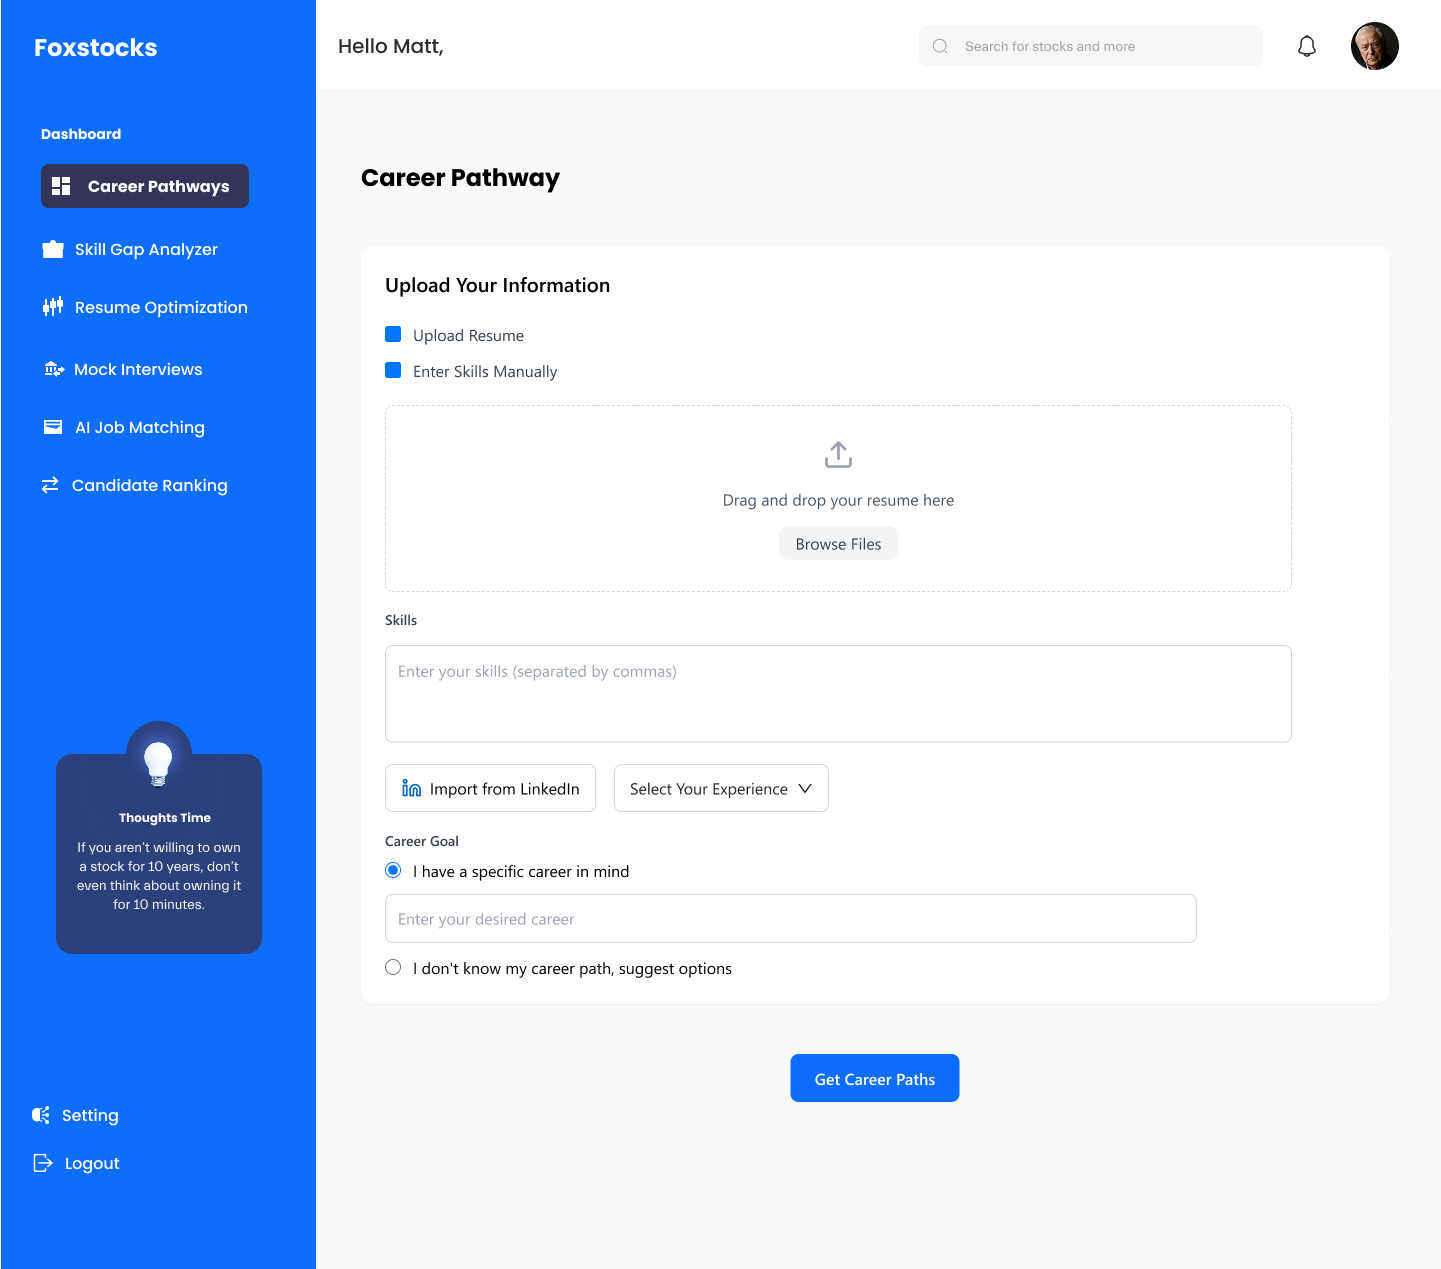 Foxstocks
Hello Matt,
Search for stocks and more
Dashboard
Career Pathways
Skill Gap Analyzer
Resume Optimization
Mock Interviews
AI Job Matching
Candidate Ranking
Thoughts Time
If you aren't willing to own
a stock for 10 years, don't
even think about owning it
for 10 minutes.
Setting
Logout
Career Pathway
Upload Your Information
Upload Resume
Enter Skills Manually
Drag and drop your resume here
Browse Files
Skills
Enter your skills (separated by commas)
Import from LinkedIn
Select Your Experience
Career Goal
I have a specific career in mind
Enter your desired career
I don't know my career path, suggest options
Get Career Paths